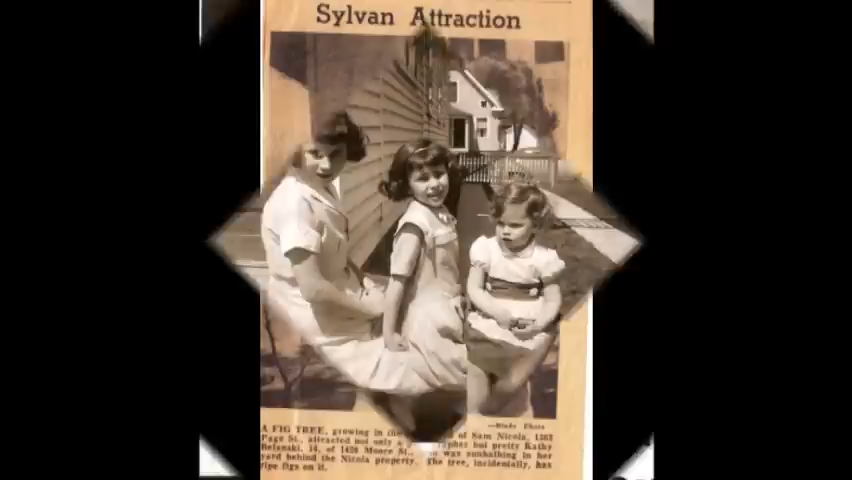 Sylvan Attraction
—Blade Photo
A FIG TREE, growing in the of Sam Nicola, 1383
Page St., attracted not only a but pretty Kathy
Belanski, 14, of 1420 Moore St., was sunbathing in her
yard behind the Nicola property. The tree, incidentally, has
ripe figs on it.